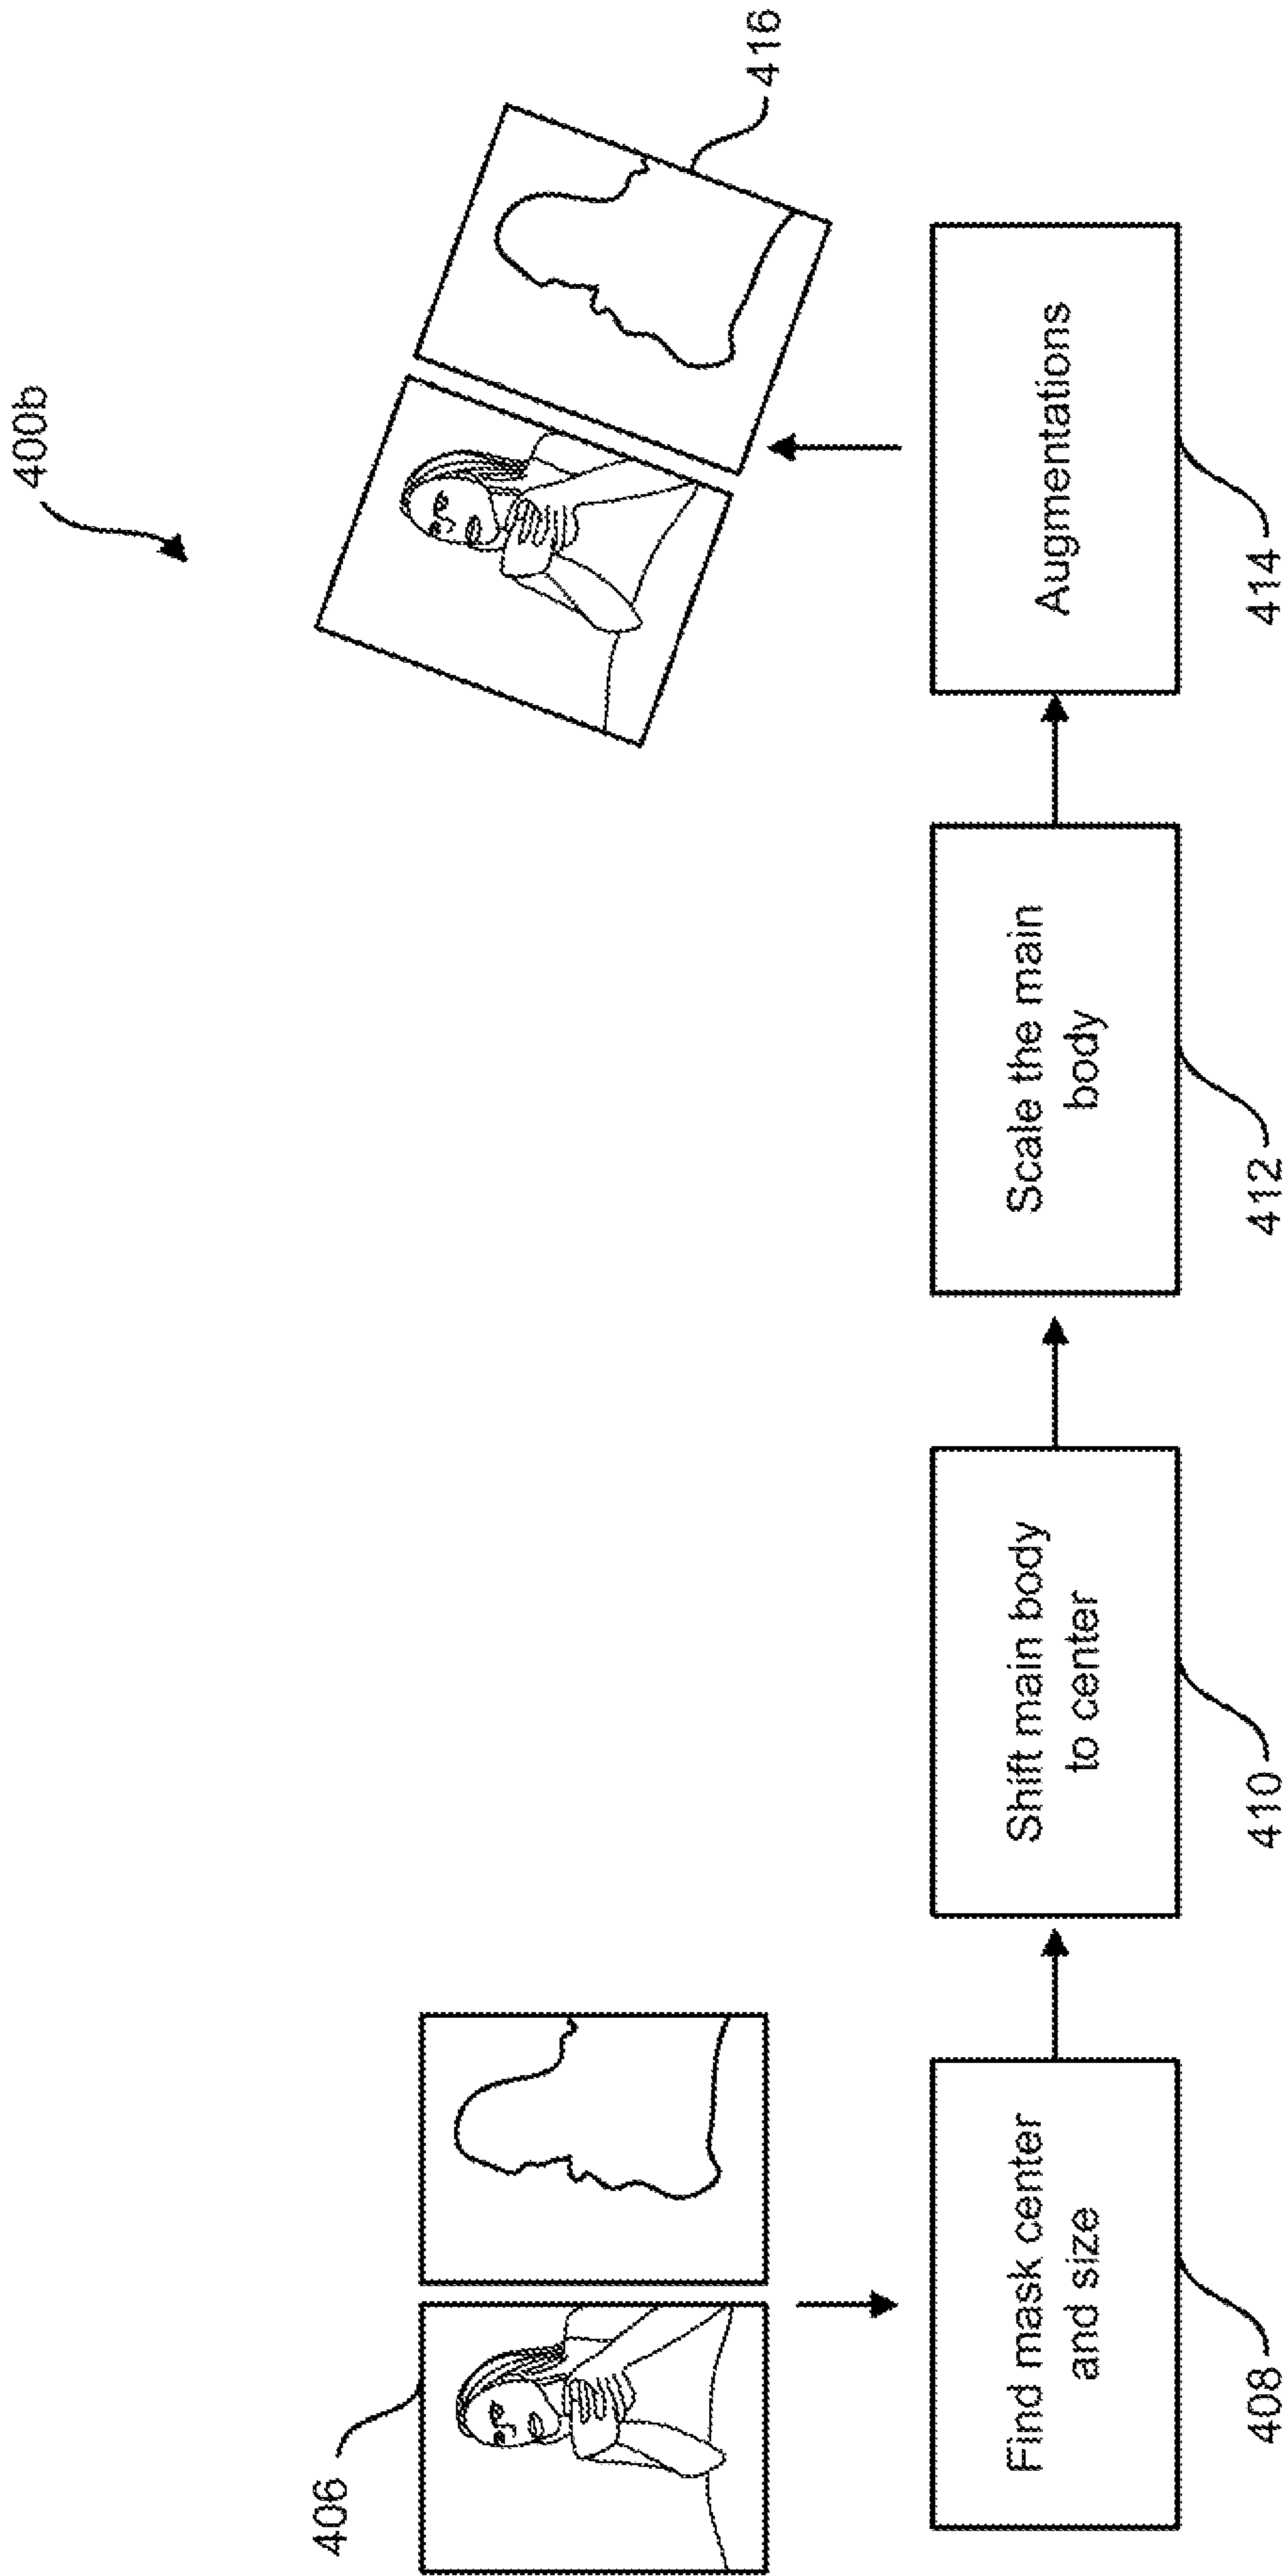 400b
406
416
Find mask center
and size
408
Shift main body
to center
410
Scale the main
body
412
Augmentations
414